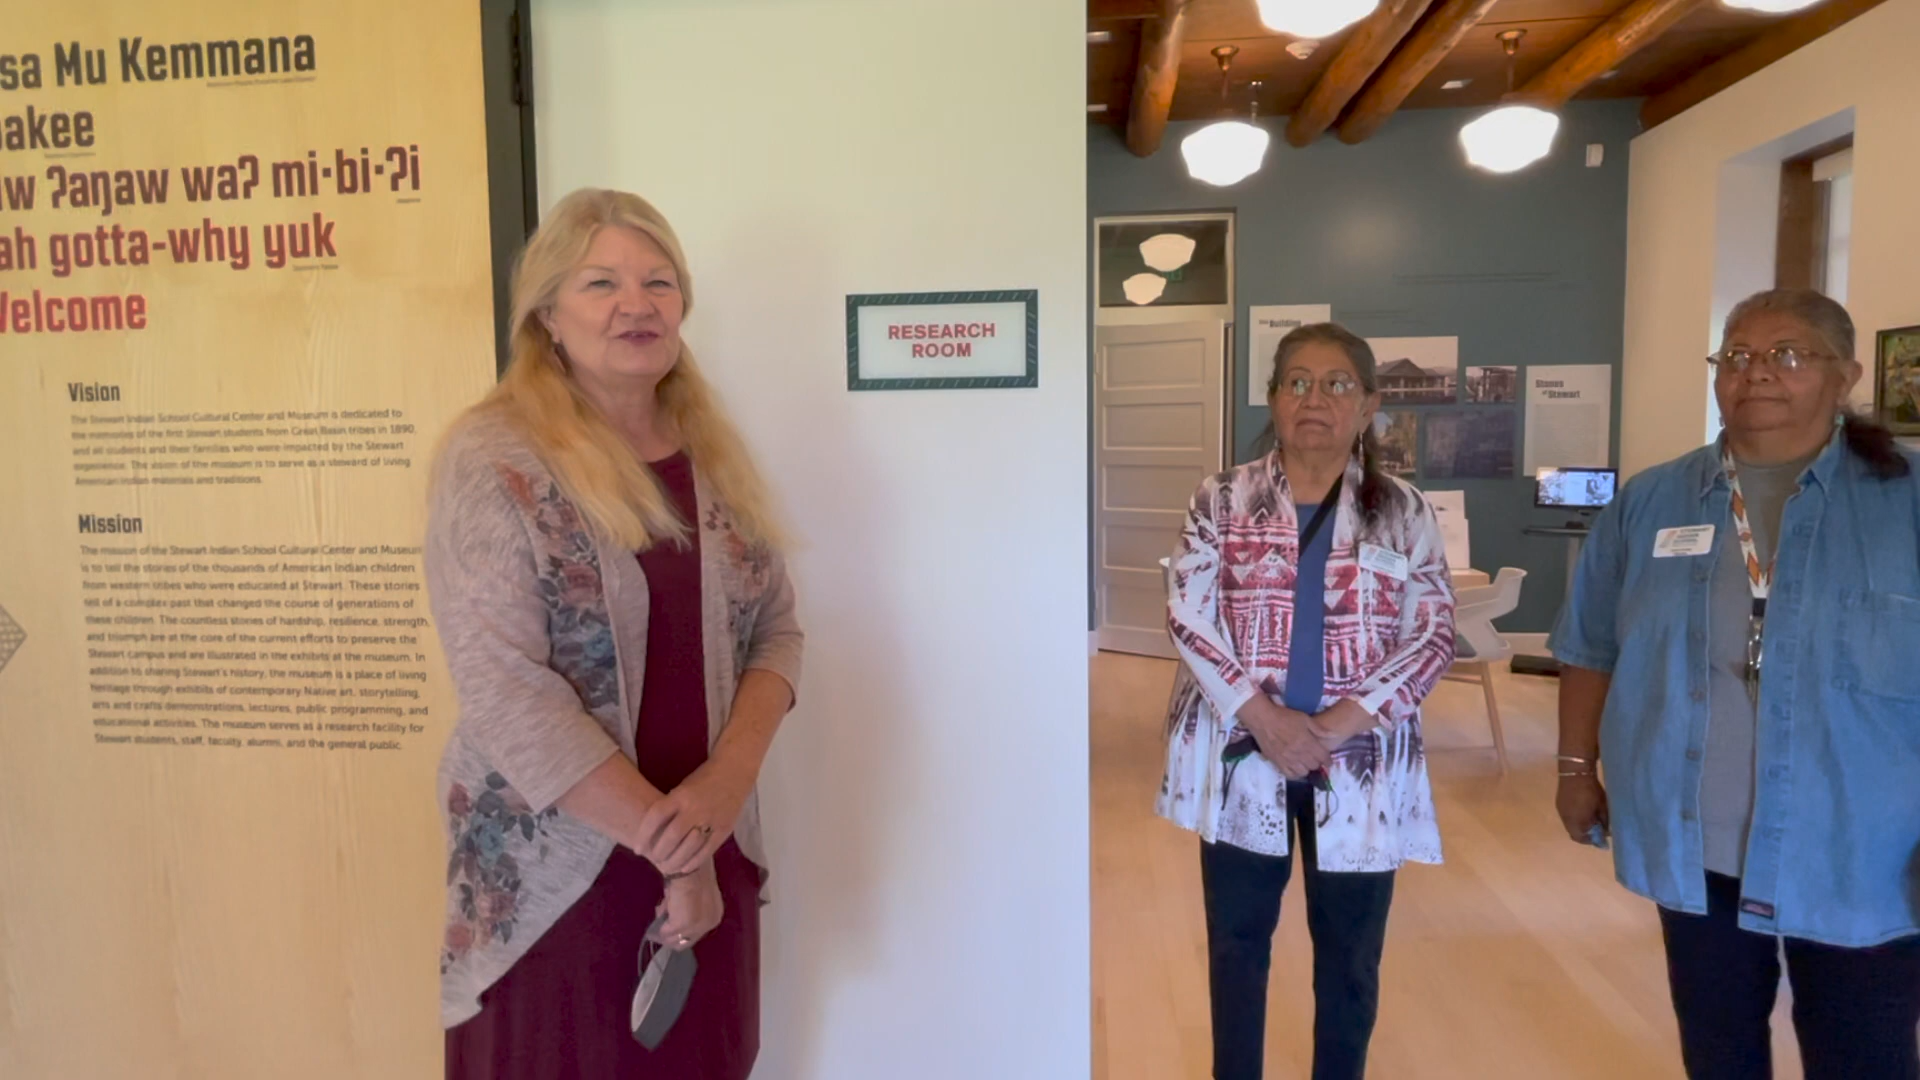 sa Mu Kemmana
akee
w ʔaŋaw waʔ mi·bi·ʔi
ah gotta-why yuk
Welcome
Vision
The Stewart Indian School Cultural Center and Museum is dedicated to
the memories of the first Stewart students from Great Basin tribes in 1890,
and all students and their families who were impacted by the Stewart
experience. The vision of the museum is to serve as a steward of living
American Indian materials and traditions.
Mission
The mission of the Stewart Indian School Cultural Center and Museum
is to tell the stories of the thousands of American Indian children
from western tribes who were educated at Stewart. These stories
tell of a complex past that changed the course of generations of
these children. The countless stories of hardship, resilience, strength,
and triumph are at the core of the current efforts to preserve the
Stewart campus and are illustrated in the exhibits at the museum. In
addition to sharing Stewart's history, the museum is a place of living
heritage through exhibits of contemporary Native art, storytelling,
arts and crafts demonstrations, lectures, public programming, and
educational activities. The museum serves as a research facility for
Stewart students, staff, faculty, alumni, and the general public.
RESEARCH
ROOM
Building
Stones
of Stewart
STEWART
INDIAN
SCHOOL